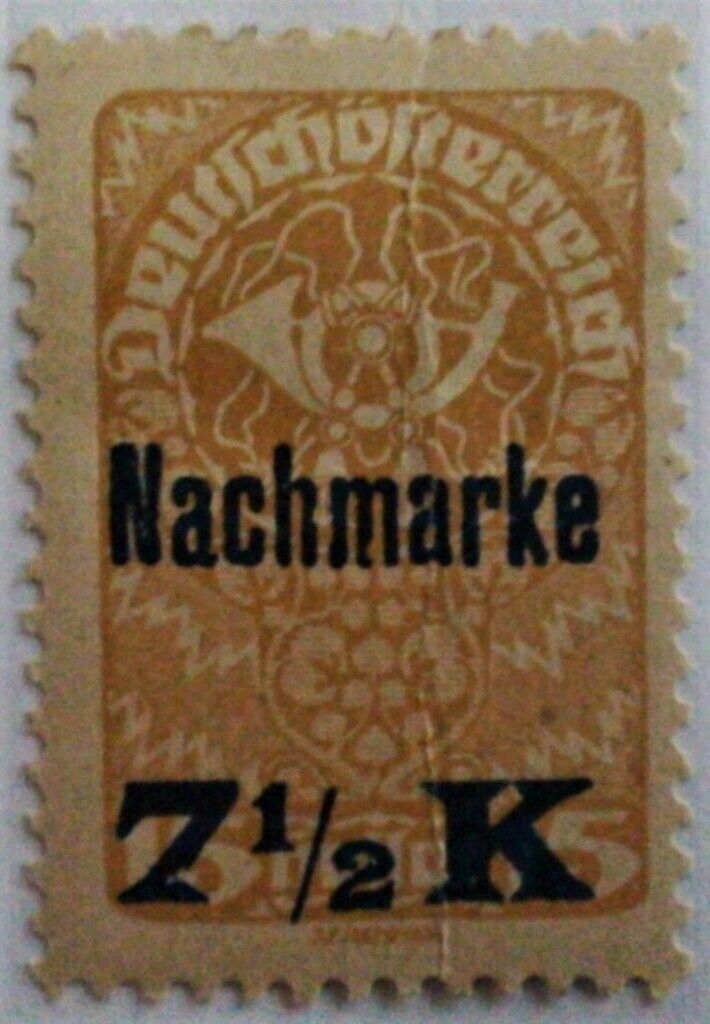 Deutschösterreich
Nachmarke
7½ K